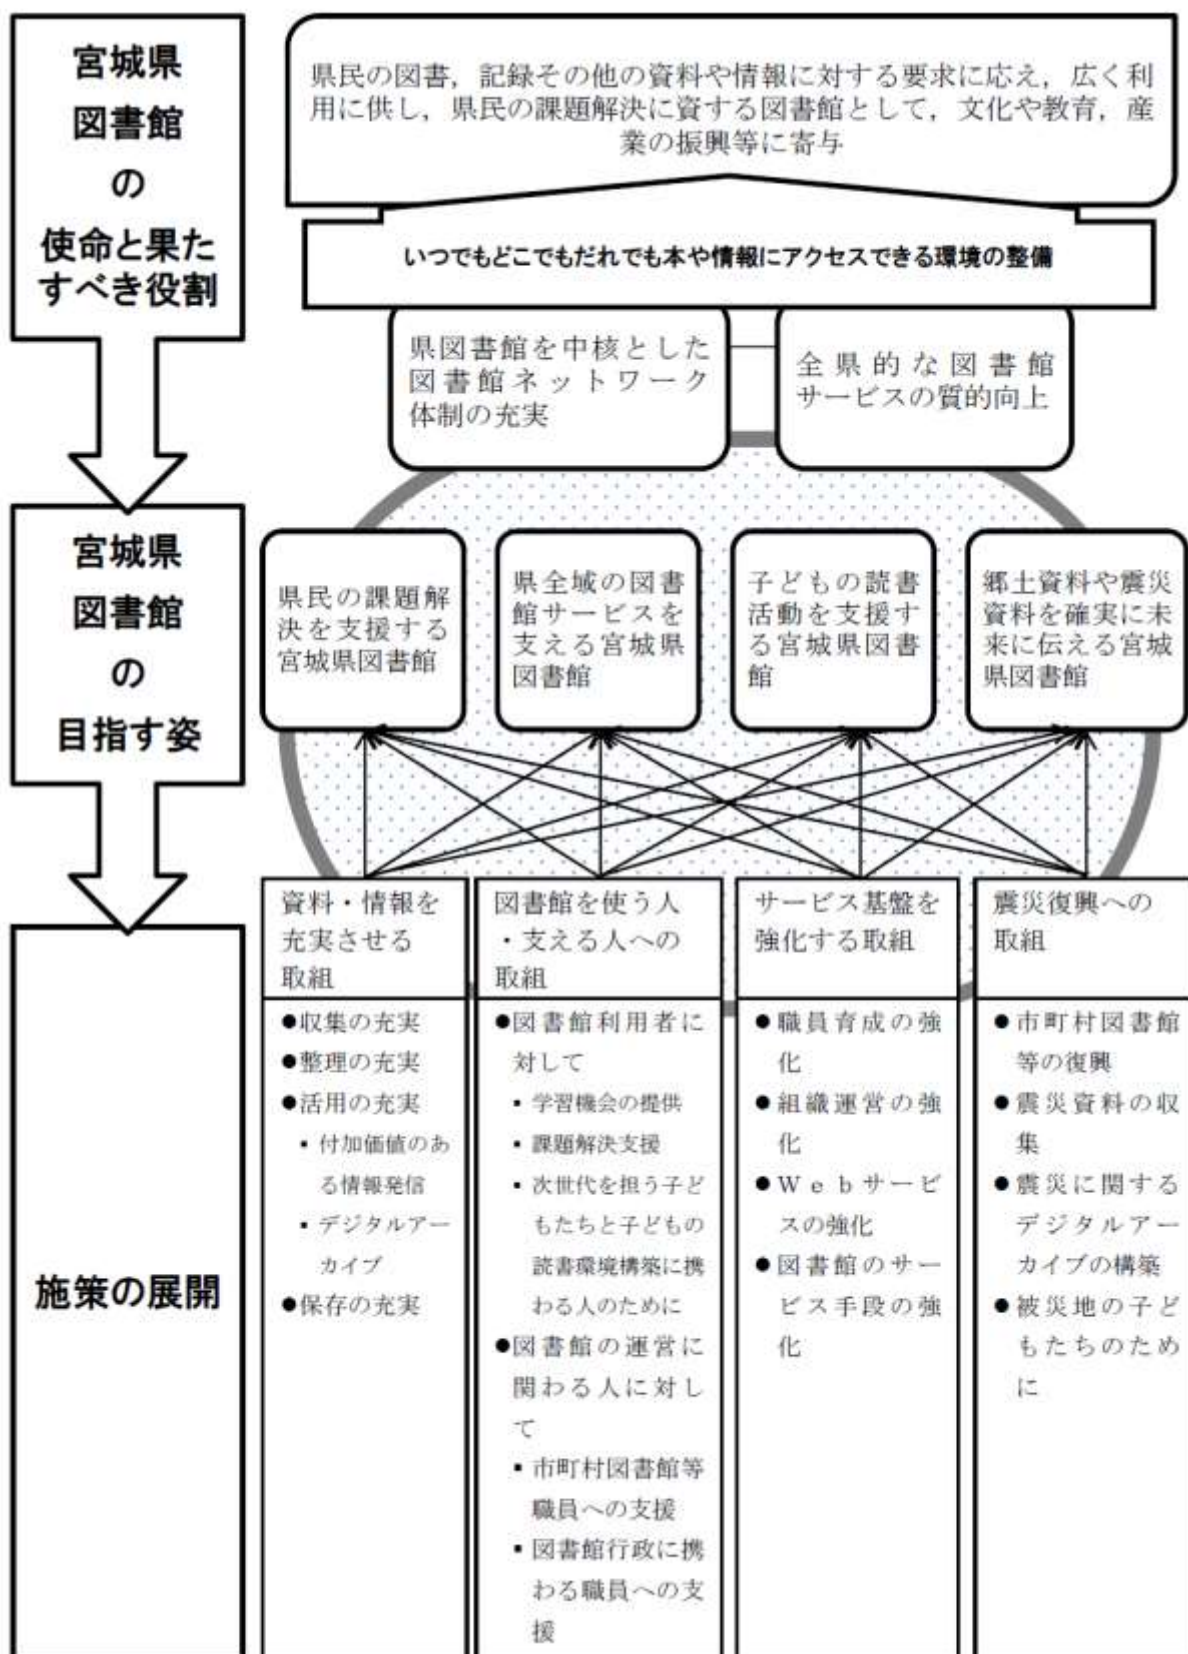 宮城県
図書館
の
使命と果た
すべき役割
県民の図書，記録その他の資料や情報に対する要求に応え，広く利
用に供し，県民の課題解決に資する図書館として，文化や教育，産
業の振興等に寄与
いつでもどこでもだれでも本や情報にアクセスできる環境の整備
県図書館を中核とした
図書館ネットワーク
体制の充実
全県的な図書館
サービスの質的向上
宮城県
図書館
の
目指す姿
県民の課題解
決を支援する
宮城県図書館
県全域の図書
館サービスを
支える宮城県
図書館
子どもの読書
活動を支援す
る宮城県図書
館
郷土資料や震災
資料を確実に未
来に伝える宮城
県図書館
施策の展開
資料・情報を
充実させる
取組
●収集の充実
●整理の充実
●活用の充実
▪ 付加価値のあ
る情報発信
▪ デジタルアー
カイブ
●保存の充実
図書館を使う人
・支える人への
取組
●図書館利用者に
対して
▪ 学習機会の提供
▪ 課題解決支援
▪ 次世代を担う子ど
もたちと子どもの
読書環境構築に携
わる人のために
●図書館の運営に
関わる人に対し
て
▪ 市町村図書館等
職員への支援
▪ 図書館行政に携
わる職員への支
援
サービス基盤を
強化する取組
●職員育成の強
化
●組織運営の強
化
●Ｗｅｂサービ
スの強化
●図書館のサー
ビス手段の強
化
震災復興への
取組
●市町村図書館
等の復興
●震災資料の収
集
●震災に関する
デジタルアー
カイブの構築
●被災地の子ど
もたちのため
に